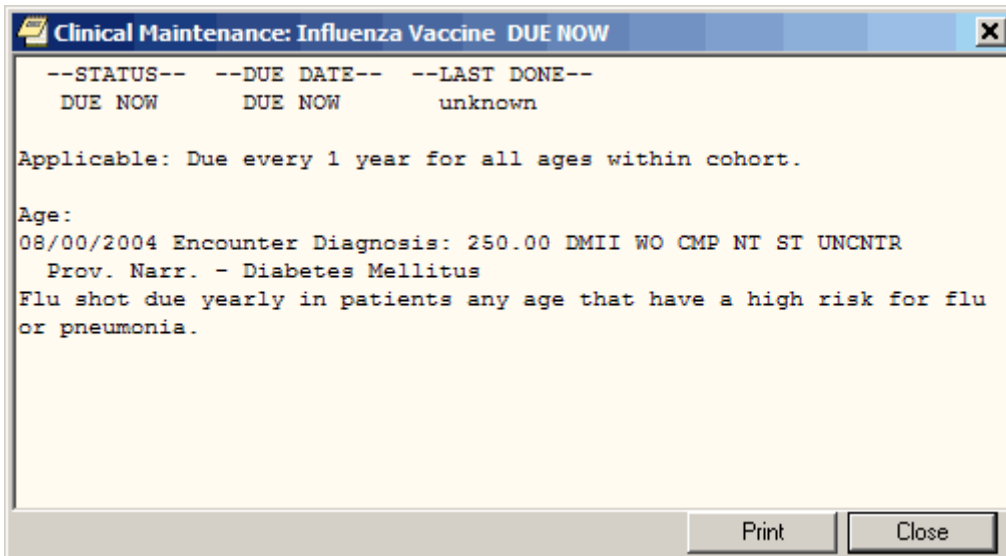 Clinical Maintenance: Influenza Vaccine  DUE NOW
--STATUS--  --DUE DATE--  --LAST DONE--
DUE NOW      DUE NOW       unknown
Applicable: Due every 1 year for all ages within cohort.
Age:
08/00/2004 Encounter Diagnosis: 250.00 DMII WO CMP NT ST UNCNTR
Prov. Narr. - Diabetes Mellitus
Flu shot due yearly in patients any age that have a high risk for flu
or pneumonia.
Print Close